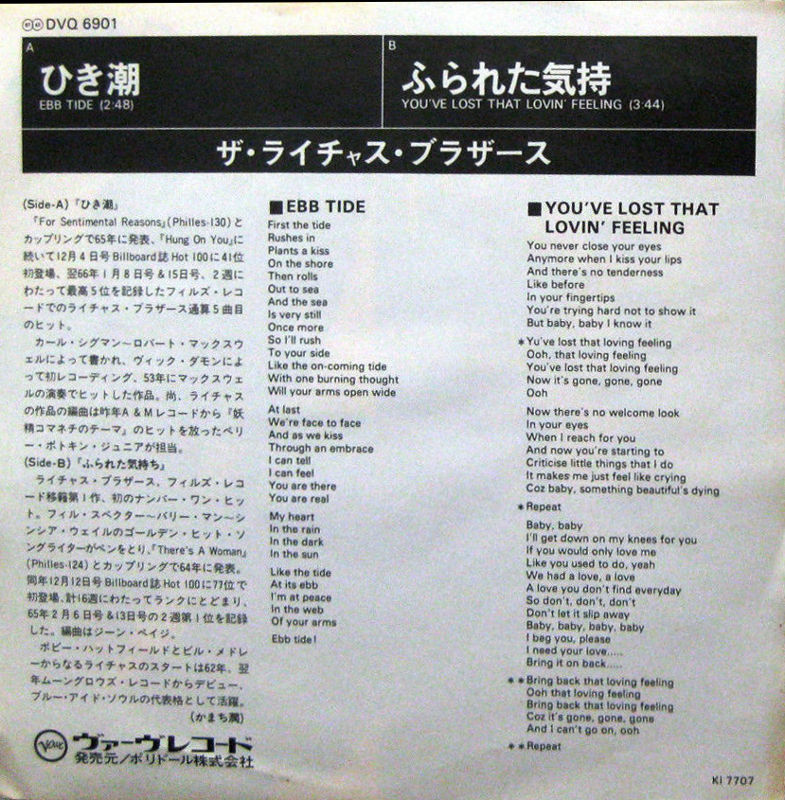 DVQ 6901
A
ひき潮
EBB TIDE (2:48)
B
ふられた気持
YOU'VE LOST THAT LOVIN' FEELING (3:44)
ザ・ライチャス・ブラザース
(Side-A)『ひき潮』
『For Sentimental Reasons』(Philles-130)と
カップリングで65年に発表、『Hung On You』に
続いて12月4日号Billboard誌Hot 100に41位
初登場、翌66年1月8日号&15日号、2週に
わたって最高5位を記録したフィルズ・レコ
ードでのライチャス・ブラザース通算5曲目
のヒット。
カール・シグマン〜ロバート・マックスウ
ェルによって書かれ、ヴィック・ダモンによ
って初レコーディング、53年にマックスウェ
ルの演奏でヒットした作品。尚、ライチャス
の作品の編曲は昨年A&Mレコードから『妖
精コマネチのテーマ』のヒットを放ったペリ
ー・ボトキン・ジュニアが担当。
(Side-B)『ふられた気持ち』
ライチャス・ブラザース、フィルズ・レコ
ード移籍第1作、初のナンバー・ワン・ヒッ
ト。フィル・スペクター〜バリー・マン〜シ
ンシア・ウェイルのゴールデン・ヒット・ソ
ングライターがペンをとり、『There's A Woman』
(Philles-124)とカップリングで64年に発表。
同年12月12日号Billboard誌Hot 100に77位で
初登場、計16週にわたってランクにとどまり、
65年2月6日号&13日号の2週第1位を記録
した。編曲はジーン・ペイジ。
ボビー・ハットフィールドとビル・メドレ
ーからなるライチャスのスタートは62年、翌
年ムーングロウズ・レコードからデビュー、
ブルー・アイド・ソウルの代表格として活躍。
(かまち潤)
■EBB TIDE
First the tide
Rushes in
Plants a kiss
On the shore
Then rolls
Out to sea
And the sea
Is very still
Once more
So I'll rush
To your side
Like the on-coming tide
With one burning thought
Will your arms open wide
At last
We're face to face
And as we kiss
Through an embrace
I can tell
I can feel
You are there
You are real
My heart
In the rain
In the dark
In the sun
Like the tide
At its ebb
I'm at peace
In the web
Of your arms
Ebb tide!
■YOU'VE LOST THAT
LOVIN' FEELING
You never close your eyes
Anymore when I kiss your lips
And there's no tenderness
Like before
In your fingertips
You're trying hard not to show it
But baby, baby I know it
*Yu've lost that loving feeling
Ooh, that loving feeling
You've lost that loving feeling
Now it's gone, gone, gone
Ooh
Now there's no welcome look
In your eyes
When I reach for you
And now you're starting to
Criticise little things that I do
It makes me just feel like crying
Coz baby, something beautiful's dying
*Repeat
Baby, baby
I'll get down on my knees for you
If you would only love me
Like you used to do, yeah
We had a love, a love
A love you don't find everyday
So don't, don't, don't
Don't let it slip away
Baby, baby, baby, baby
I beg you, please
I need your love.....
Bring it on back.....
**Bring back that loving feeling
Ooh that loving feeling
Bring back that loving feeling
Coz it's gone, gone, gone
And I can't go on, ooh
**Repeat
Verve
ヴァーヴレコード
発売元/ポリドール株式会社
KI 7707